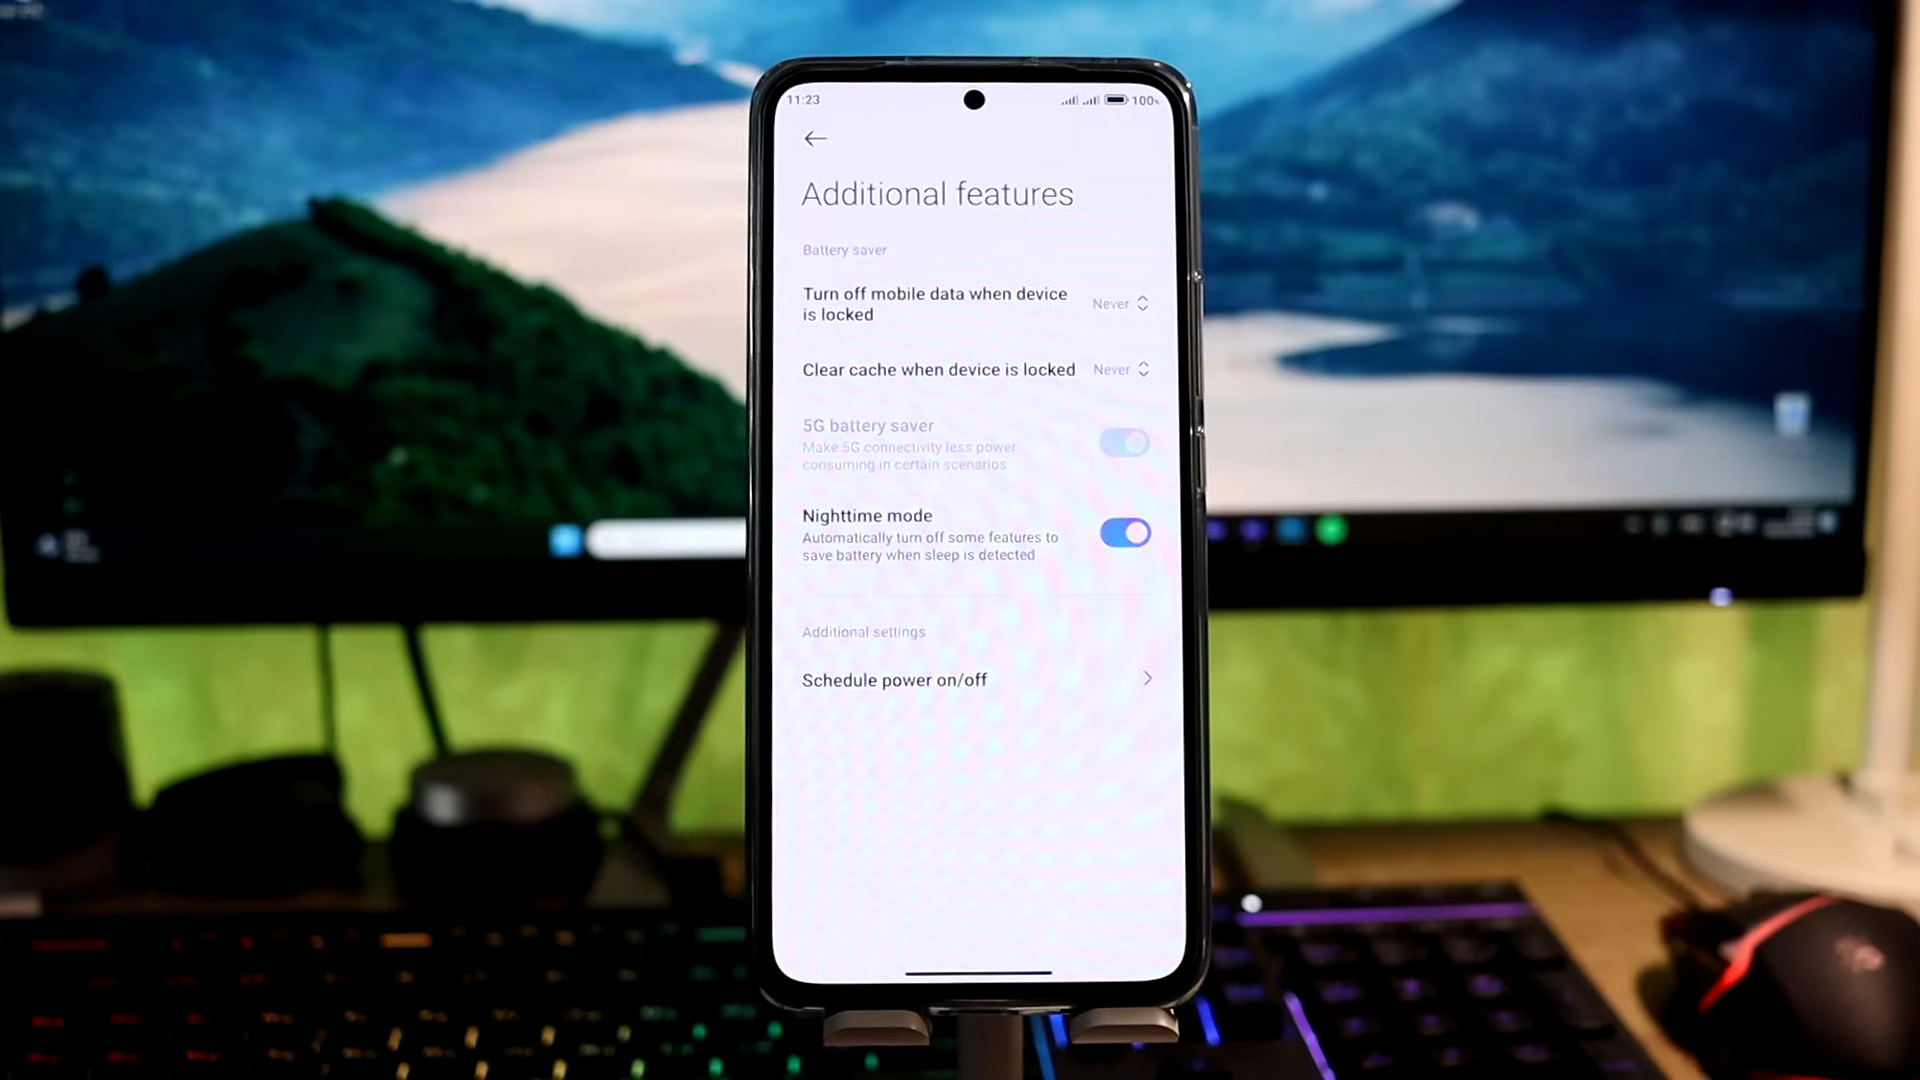 11:23
100%
Additional features
Battery saver
Turn off mobile data when device
is locked
Never
Clear cache when device is locked
Never
5G battery saver
Make 5G connectivity less power
consuming in certain scenarios
Nighttime mode
Automatically turn off some features to
save battery when sleep is detected
Additional settings
Schedule power on/off